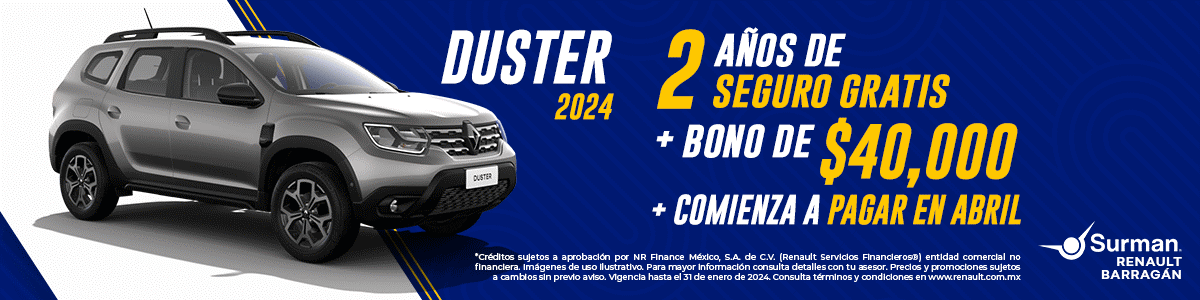 DUSTER
2024
2 AÑOS DE
SEGURO GRATIS
+ BONO DE $40,000
+ COMIENZA A PAGAR EN ABRIL
DUSTER
*Créditos sujetos a aprobación por NR Finance México, S.A. de C.V. (Renault Servicios Financieros®) entidad comercial no
financiera. Imágenes de uso ilustrativo. Para mayor información consulta detalles con tu asesor. Precios y promociones sujetos
a cambios sin previo aviso. Vigencia hasta el 31 de enero de 2024. Consulta términos y condiciones en www.renault.com.mx
Surman
RENAULT
BARRAGÁN